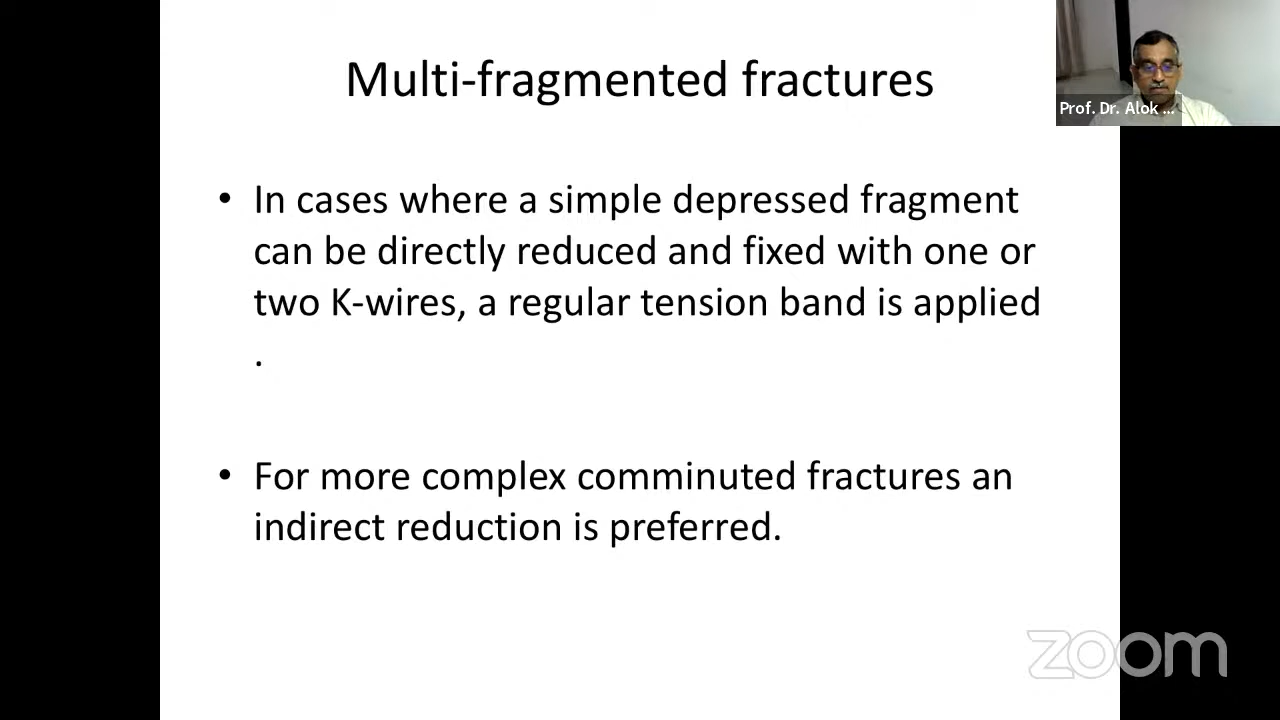 Multi-fragmented fractures
Prof. Dr. Alok ...
• In cases where a simple depressed fragment
can be directly reduced and fixed with one or
two K-wires, a regular tension band is applied
.
• For more complex comminuted fractures an
indirect reduction is preferred.
zoom